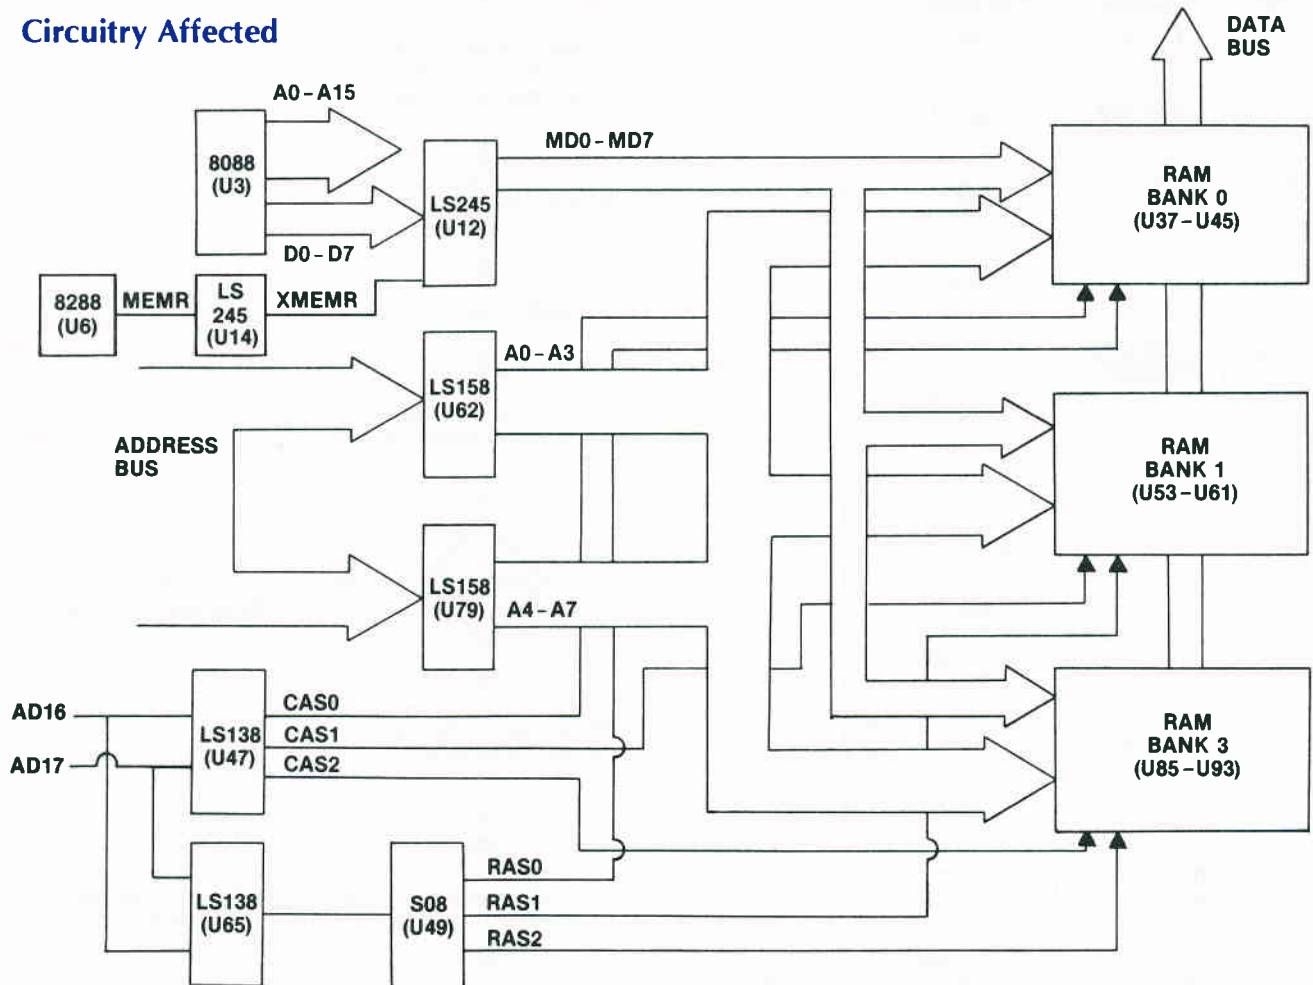 Circuitry Affected
DATA
BUS
A0-A15
8088
(U3)
D0-D7
LS245
(U12)
MD0-MD7
RAM
BANK 0
(U37-U45)
8288
(U6)
MEMR
LS
245
(U14)
XMEMR
LS158
(U62)
A0-A3
ADDRESS
BUS
RAM
BANK 1
(U53-U61)
LS158
(U79)
A4-A7
AD16
AD17
LS138
(U47)
CAS0
CAS1
CAS2
RAM
BANK 3
(U85-U93)
LS138
(U65)
S08
(U49)
RAS0
RAS1
RAS2